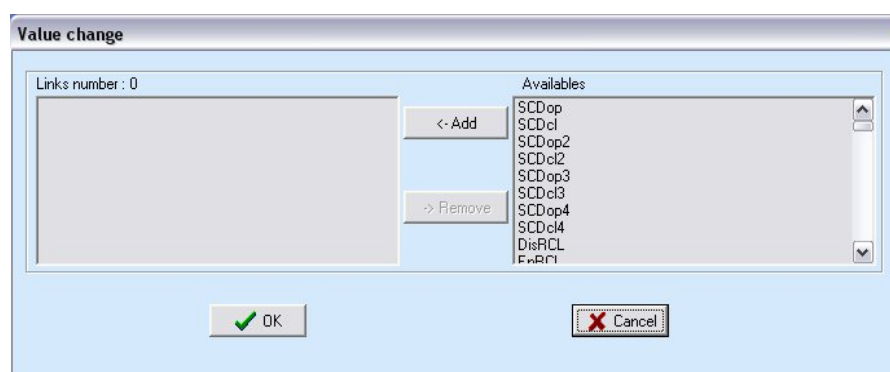 Value change
Links number : 0
Availables
<- Add
-> Remove
SCDop
SCDcl
SCDop2
SCDcl2
SCDop3
SCDcl3
SCDop4
SCDcl4
DisRCL
EnRCL
OK
Cancel